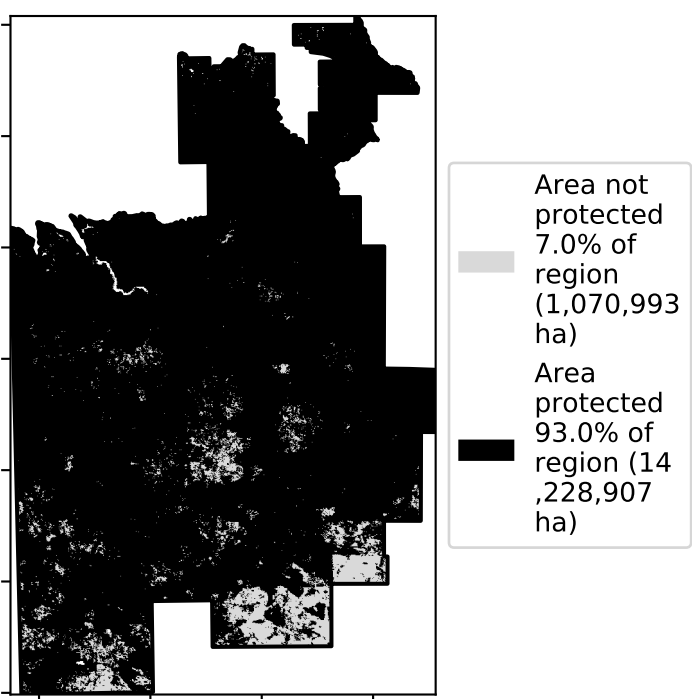 Area not
protected
7.0% of
region
(1,070,993
ha)
Area
protected
93.0% of
region (14
,228,907
ha)